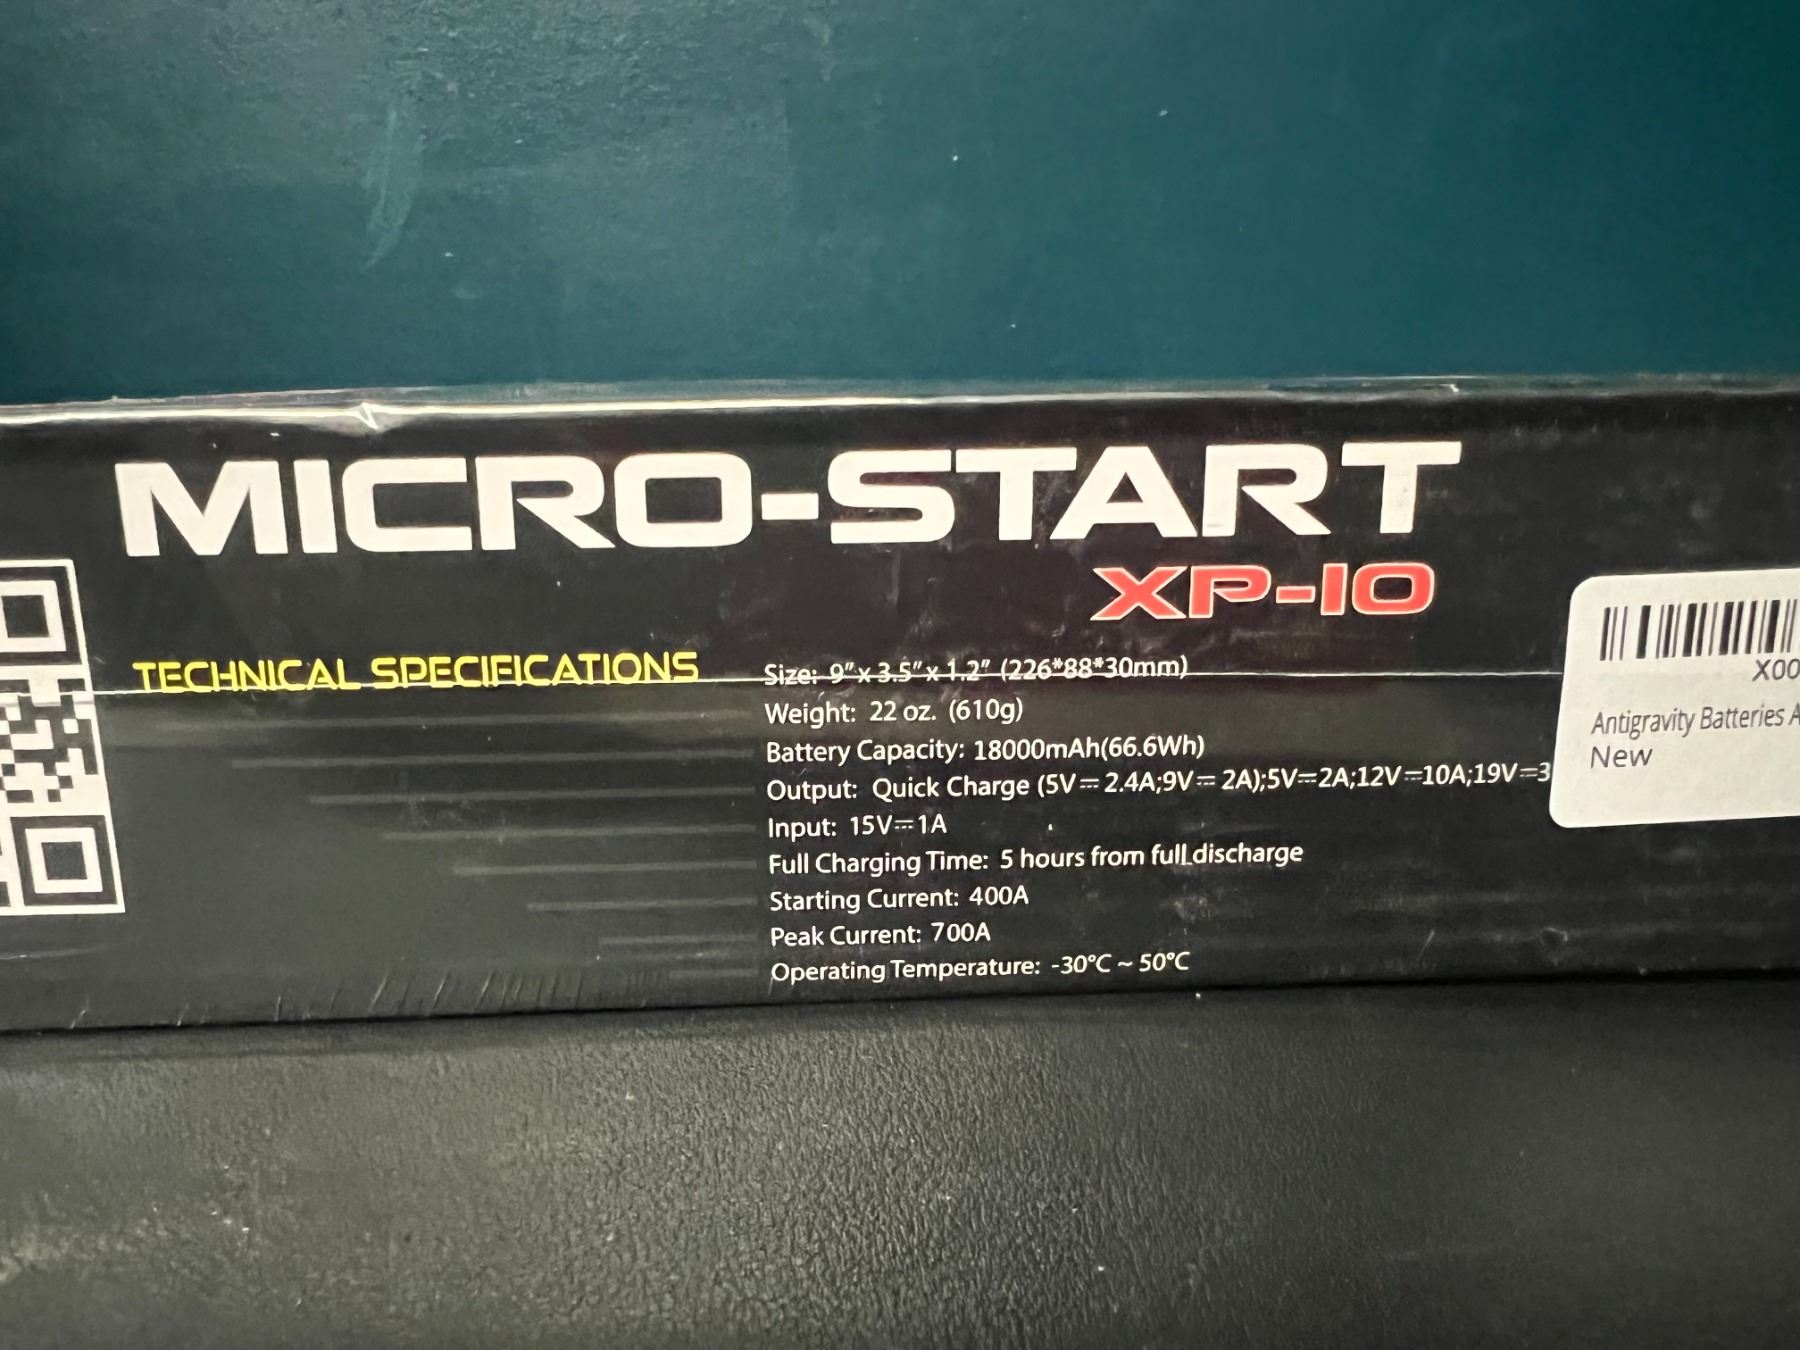 MICRO-START
XP-10
TECHNICAL SPECIFICATIONS
Size: 9" x 3.5" x 1.2" (226*88*30mm)
Weight: 22 oz. (610g)
Battery Capacity: 18000mAh(66.6Wh)
Output: Quick Charge (5V⎓2.4A;9V⎓2A);5V⎓2A;12V⎓10A;19V⎓3
Input: 15V⎓1A
Full Charging Time: 5 hours from full discharge
Starting Current: 400A
Peak Current: 700A
Operating Temperature: -30°C ~ 50°C
X00
Antigravity Batteries A
New